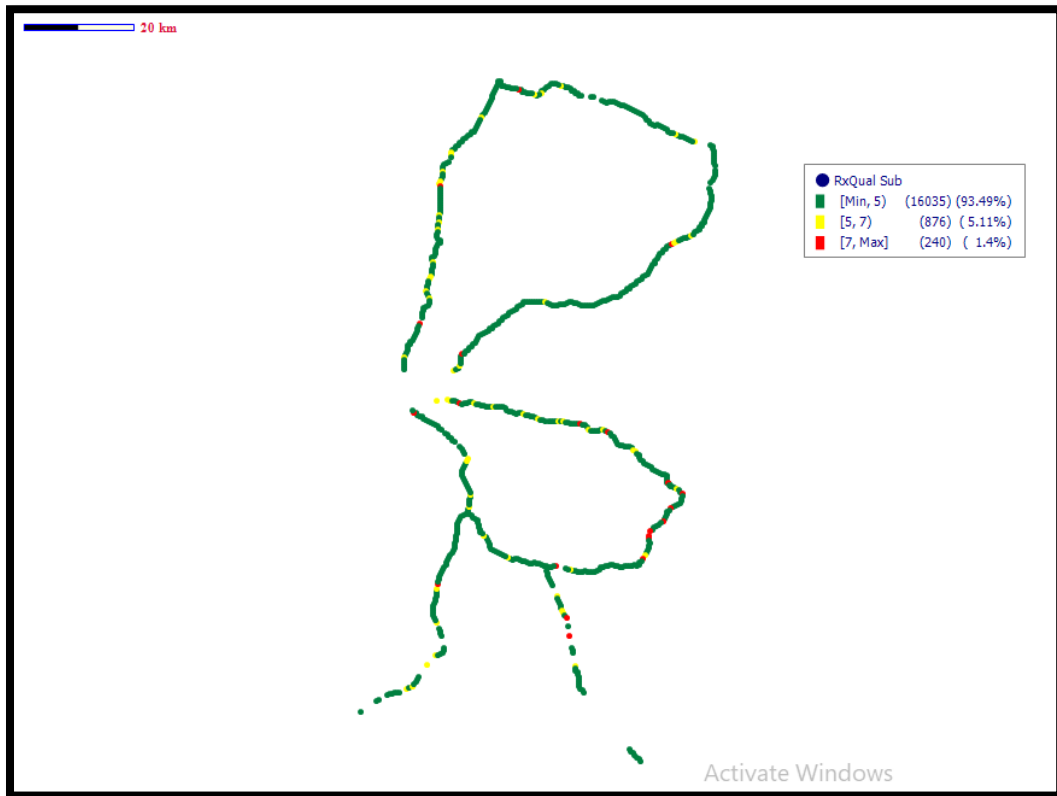 20 km
RxQual Sub
[Min, 5) (16035) (93.49%)
[5, 7) (876) ( 5.11%)
[7, Max] (240) ( 1.4%)
Activate Windows